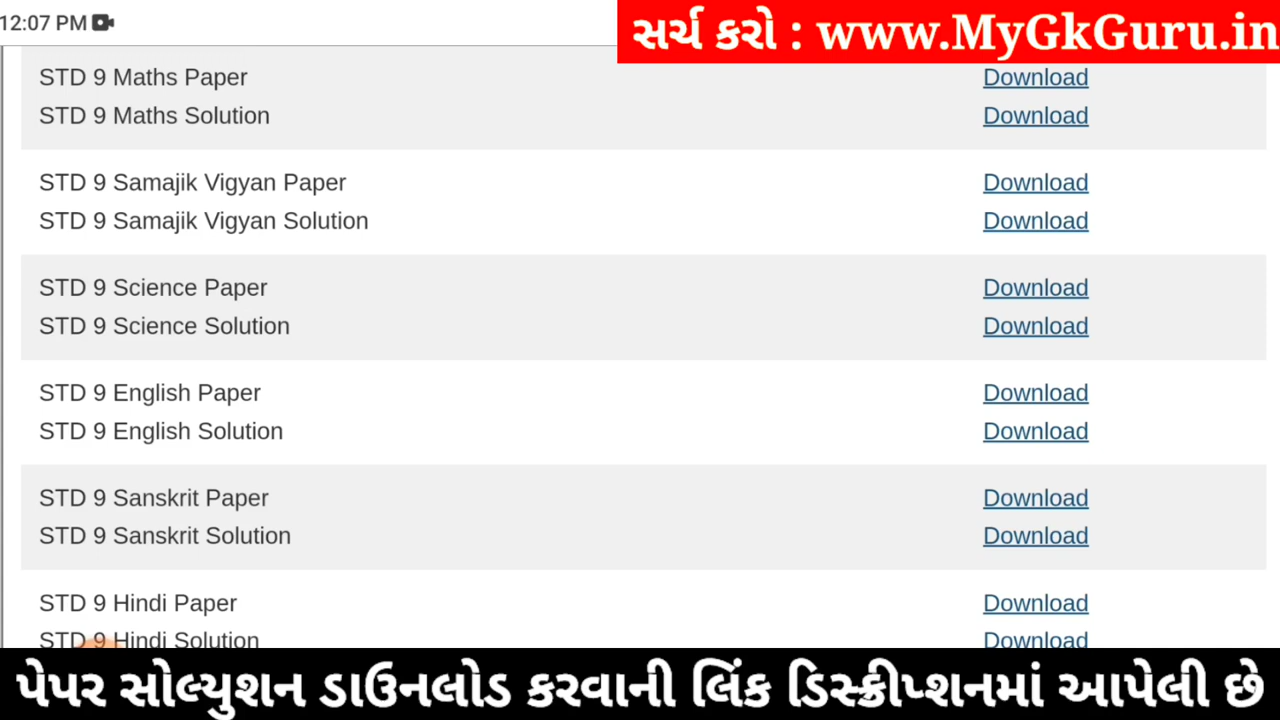 12:07 PM
સર્ચ કરો : www.MyGkGuru.in
STD 9 Maths Paper Download
STD 9 Maths Solution Download
STD 9 Samajik Vigyan Paper Download
STD 9 Samajik Vigyan Solution Download
STD 9 Science Paper Download
STD 9 Science Solution Download
STD 9 English Paper Download
STD 9 English Solution Download
STD 9 Sanskrit Paper Download
STD 9 Sanskrit Solution Download
STD 9 Hindi Paper Download
STD 9 Hindi Solution Download
પેપર સોલ્યુશન ડાઉનલોડ કરવાની લિંક ડિસ્ક્રીપ્શનમાં આપેલી છે